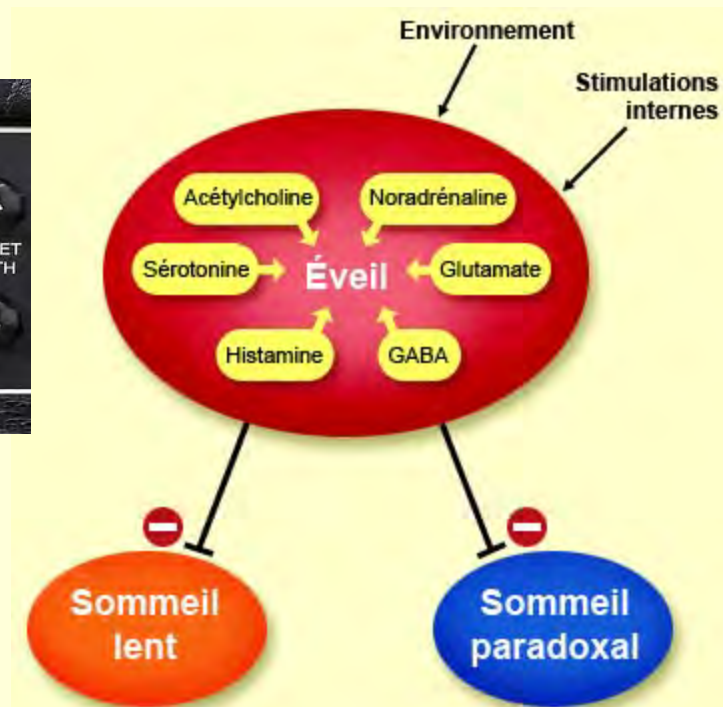 Environnement
Stimulations
internes
Acétylcholine
Noradrénaline
Sérotonine
Éveil
Glutamate
Histamine
GABA
Sommeil
lent
Sommeil
paradoxal